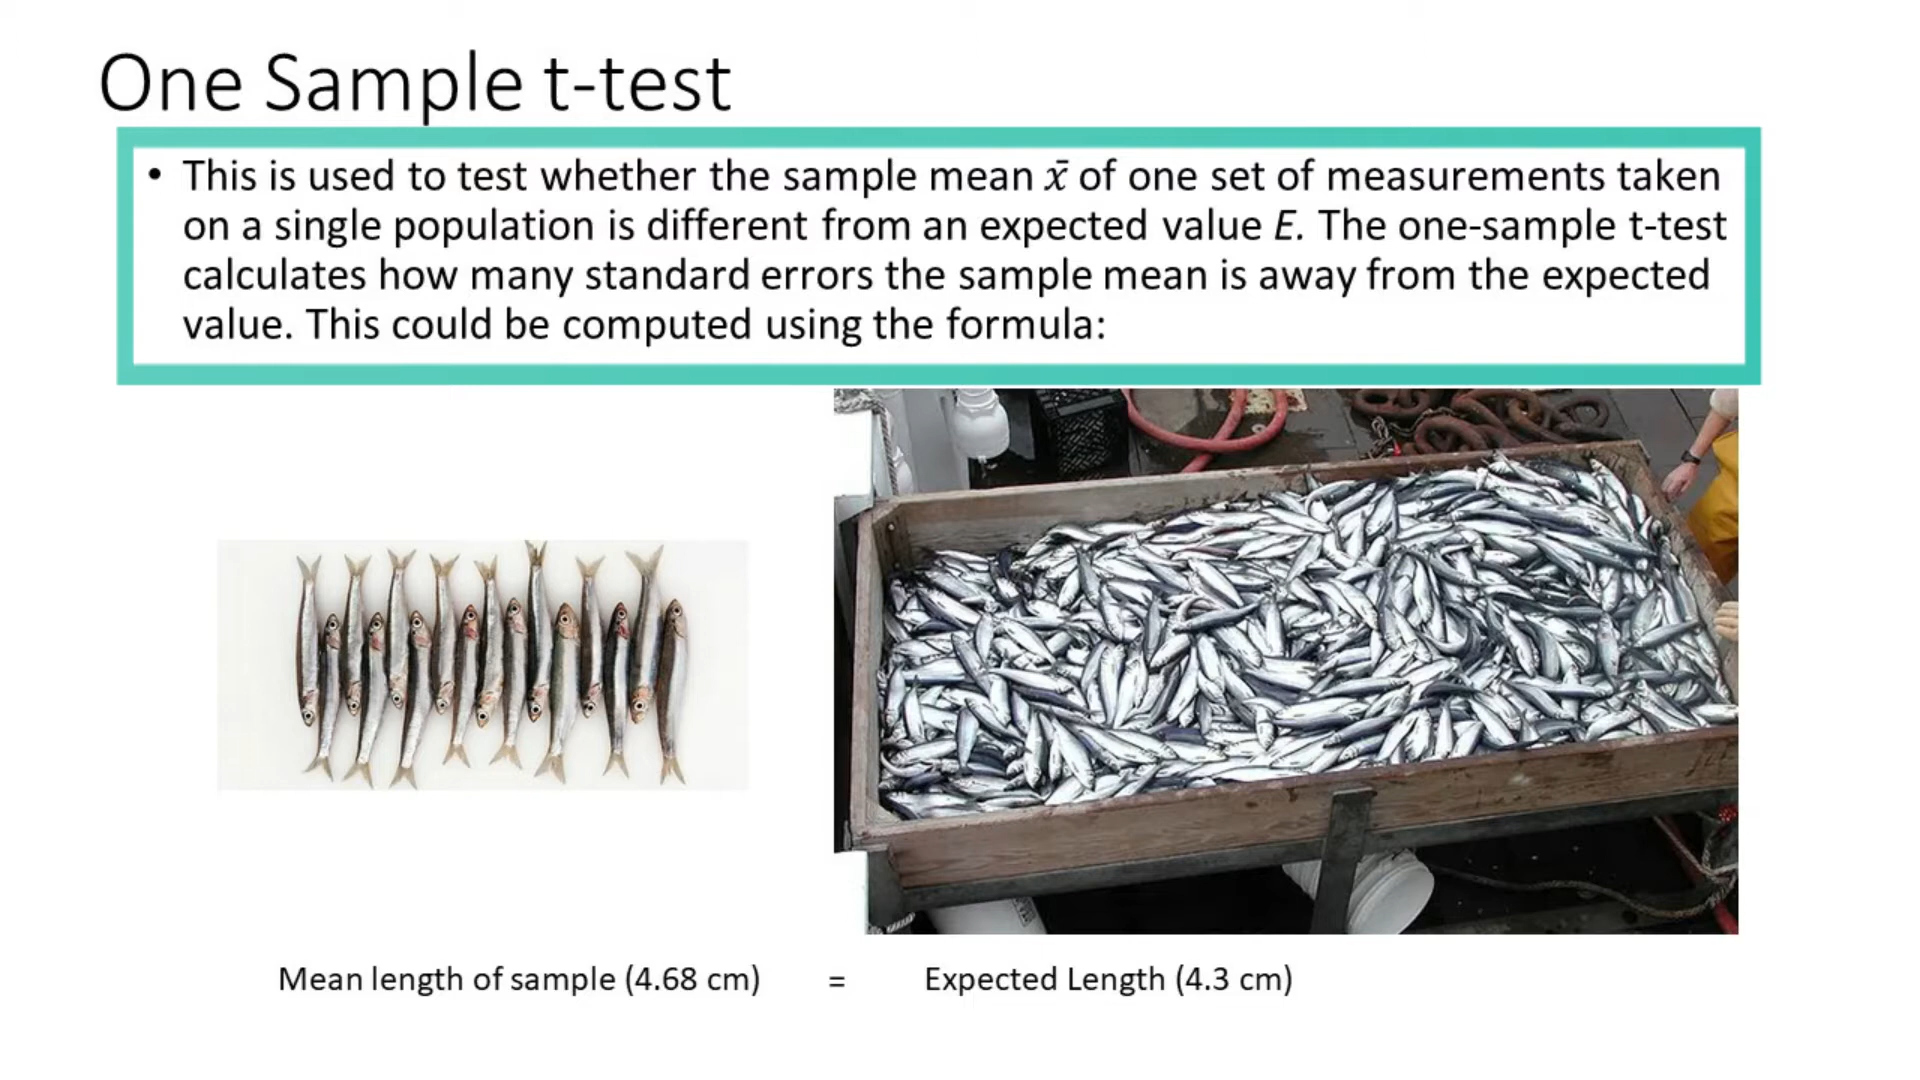 One Sample t-test
• This is used to test whether the sample mean x̄ of one set of measurements taken
on a single population is different from an expected value E. The one-sample t-test
calculates how many standard errors the sample mean is away from the expected
value. This could be computed using the formula:
Mean length of sample (4.68 cm) = Expected Length (4.3 cm)